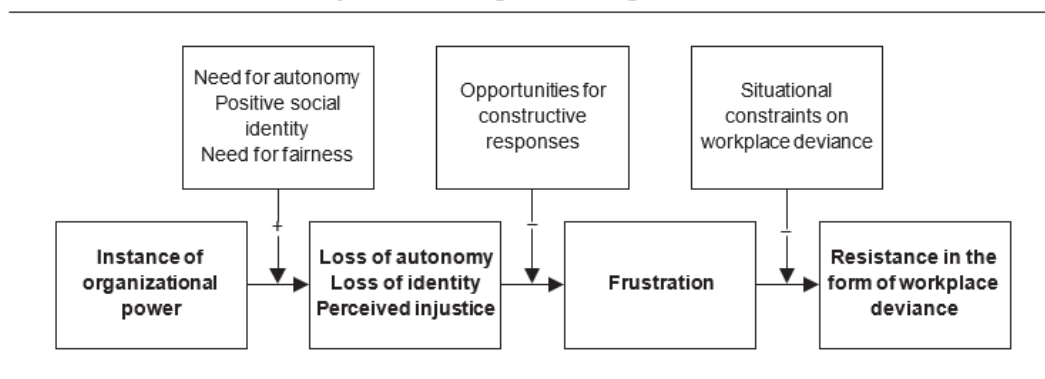 Need for autonomy
Positive social
identity
Need for fairness
Opportunities for
constructive
responses
Situational
constraints on
workplace deviance
+
–
–
Instance of
organizational
power
Loss of autonomy
Loss of identity
Perceived injustice
Frustration
Resistance in the
form of workplace
deviance